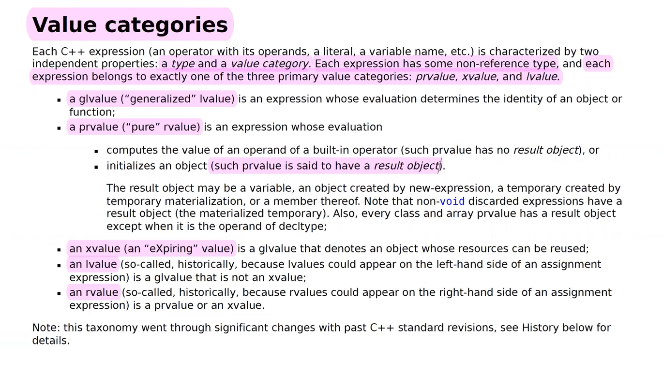 Value categories
Each C++ expression (an operator with its operands, a literal, a variable name, etc.) is characterized by two
independent properties: a type and a value category. Each expression has some non-reference type, and each
expression belongs to exactly one of the three primary value categories: prvalue, xvalue, and lvalue.
▪ a glvalue (“generalized” lvalue) is an expression whose evaluation determines the identity of an object or
function;
▪ a prvalue (“pure” rvalue) is an expression whose evaluation
▪ computes the value of an operand of a built-in operator (such prvalue has no result object), or
▪ initializes an object (such prvalue is said to have a result object).
The result object may be a variable, an object created by new-expression, a temporary created by
temporary materialization, or a member thereof. Note that non-void discarded expressions have a
result object (the materialized temporary). Also, every class and array prvalue has a result object
except when it is the operand of decltype;
▪ an xvalue (an “eXpiring” value) is a glvalue that denotes an object whose resources can be reused;
▪ an lvalue (so-called, historically, because lvalues could appear on the left-hand side of an assignment
expression) is a glvalue that is not an xvalue;
▪ an rvalue (so-called, historically, because rvalues could appear on the right-hand side of an assignment
expression) is a prvalue or an xvalue.
Note: this taxonomy went through significant changes with past C++ standard revisions, see History below for
details.